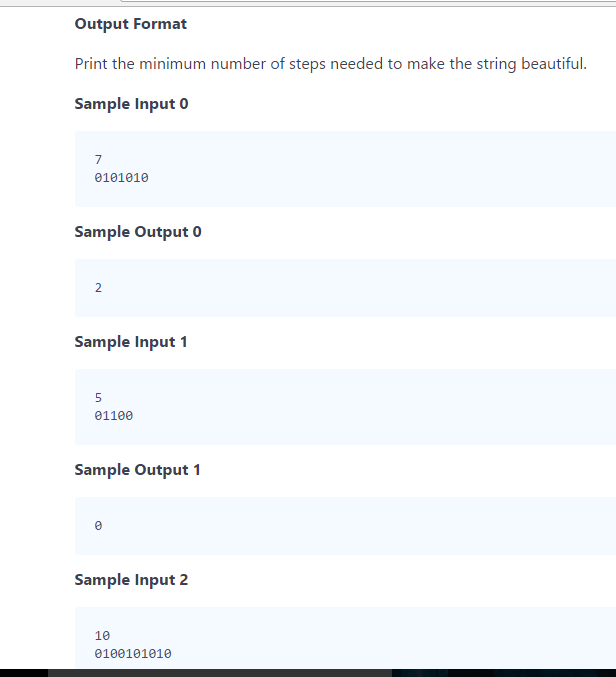 Output Format
Print the minimum number of steps needed to make the string beautiful.
Sample Input 0
7
0101010
Sample Output 0
2
Sample Input 1
5
01100
Sample Output 1
0
Sample Input 2
10
0100101010